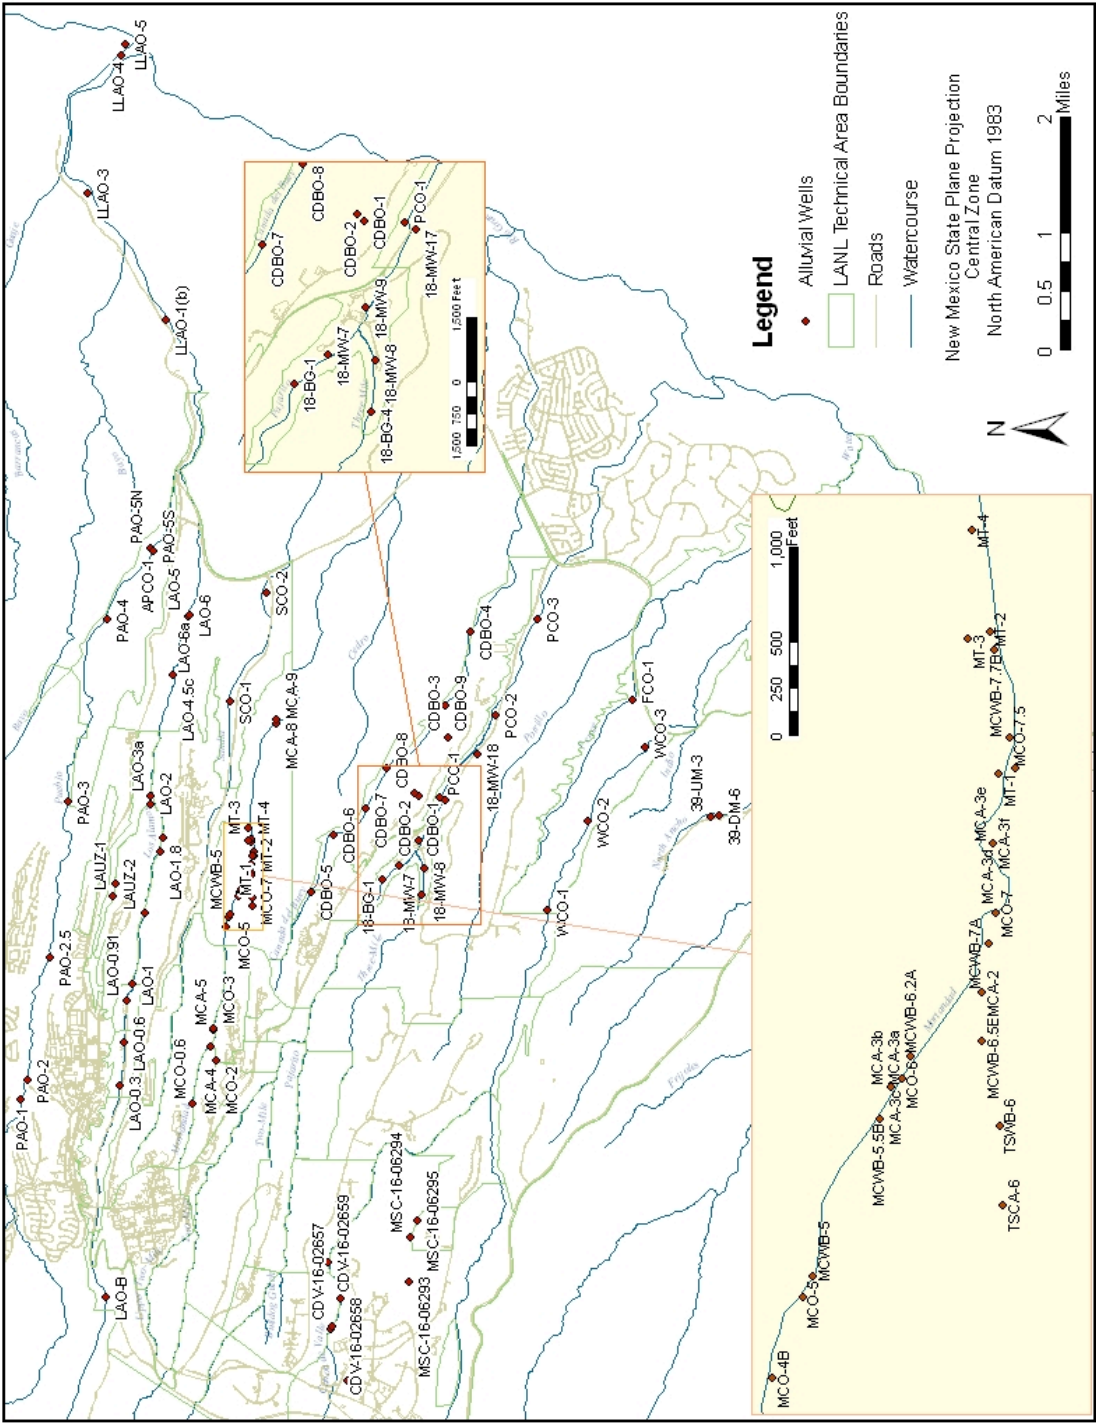 LLAO-5
LLAO-4
LLAO-3
LLAO-1(b)
PAO-5N
PAO-5S
APCO-1
PAO-4
LAO-5
LAO-6
LAO-6a
LAO-4.5c
SCO-2
SCO-1
MCA-9
MCA-8
PAO-3
LAO-3a
LAO-2
LAUZ-1
LAUZ-2
LAO-1.8
MT-3
MT-4
MCWB-5
MT-1
MT-2
MCO-7
MCO-5
PAO-2.5
LAO-0.91
LAO-1
LAO-0.6
LAO-0.3
MCA-5
MCO-3
MCO-0.6
MCA-4
MCO-2
PAO-2
PAO-1
LAO-B
CDBO-4
PCO-3
CDBO-3
CDBO-9
PCO-2
CDBO-8
PCO-1
18-MW-18
CDBO-7
CDBO-2
CDBO-1
CDBO-6
CDBO-5
18-BG-1
18-MW-7
18-MW-8
FCO-1
WCO-3
WCO-2
WCO-1
39-UM-3
39-DM-6
MSC-16-06294
MSC-16-06295
MSC-16-06293
CDV-16-02657
CDV-16-02659
CDV-16-02658
Pueblo
Los Alamos
Cedro
Potrillo
Pajarito
Two-Mile
Frijoles
Water
Barrancas
Bayo
Bayo
CDBO-8
CDBO-7
CDBO-2
CDBO-1
PCO-1
18-MW-17
18-MW-9
18-MW-7
18-BG-1
18-MW-8
18-BG-4
1,500 750 0 1,500 Feet
Legend
Alluvial Wells
LANL Technical Area Boundaries
Roads
Watercourse
New Mexico State Plane Projection
Central Zone
North American Datum 1983
0 0.5 1 2
Miles
N
0 250 500 1,000
Feet
MT-4
MT-3
MT-2
MCWB-7.7B
MCO-7.5
MT-1
MCA-3e
MCA-3f
MCA-3d
MCO-7
MCWB-7A
MCA-2
MCWB-6.5E
MCWB-6.2A
MCA-3b
MCA-3a
MCO-6
MCA-3c
MCWB-5.5B
TSWB-6
TSCA-6
Mortandad
MCWB-5
MCO-5
MCO-4B